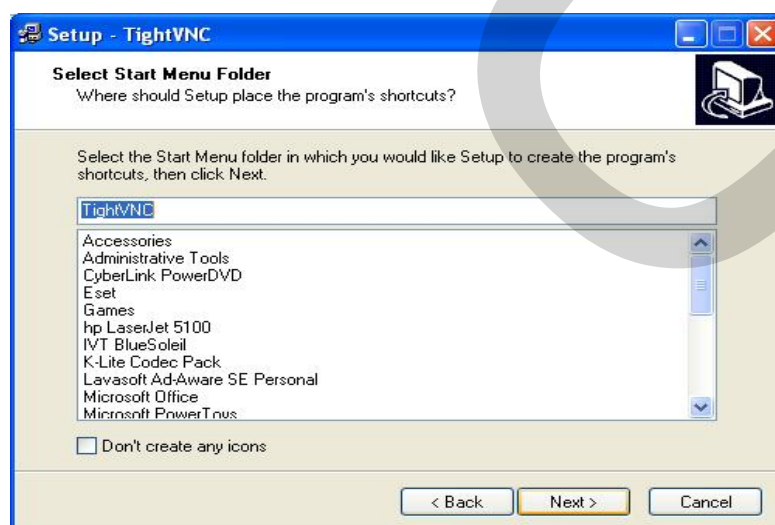 Setup - TightVNC
Select Start Menu Folder
Where should Setup place the program's shortcuts?
Select the Start Menu folder in which you would like Setup to create the program's
shortcuts, then click Next.
TightVNC
Accessories
Administrative Tools
CyberLink PowerDVD
Eset
Games
hp LaserJet 5100
IVT BlueSoleil
K-Lite Codec Pack
Lavasoft Ad-Aware SE Personal
Microsoft Office
Microsoft PowerToys
Don't create any icons
< Back
Next >
Cancel